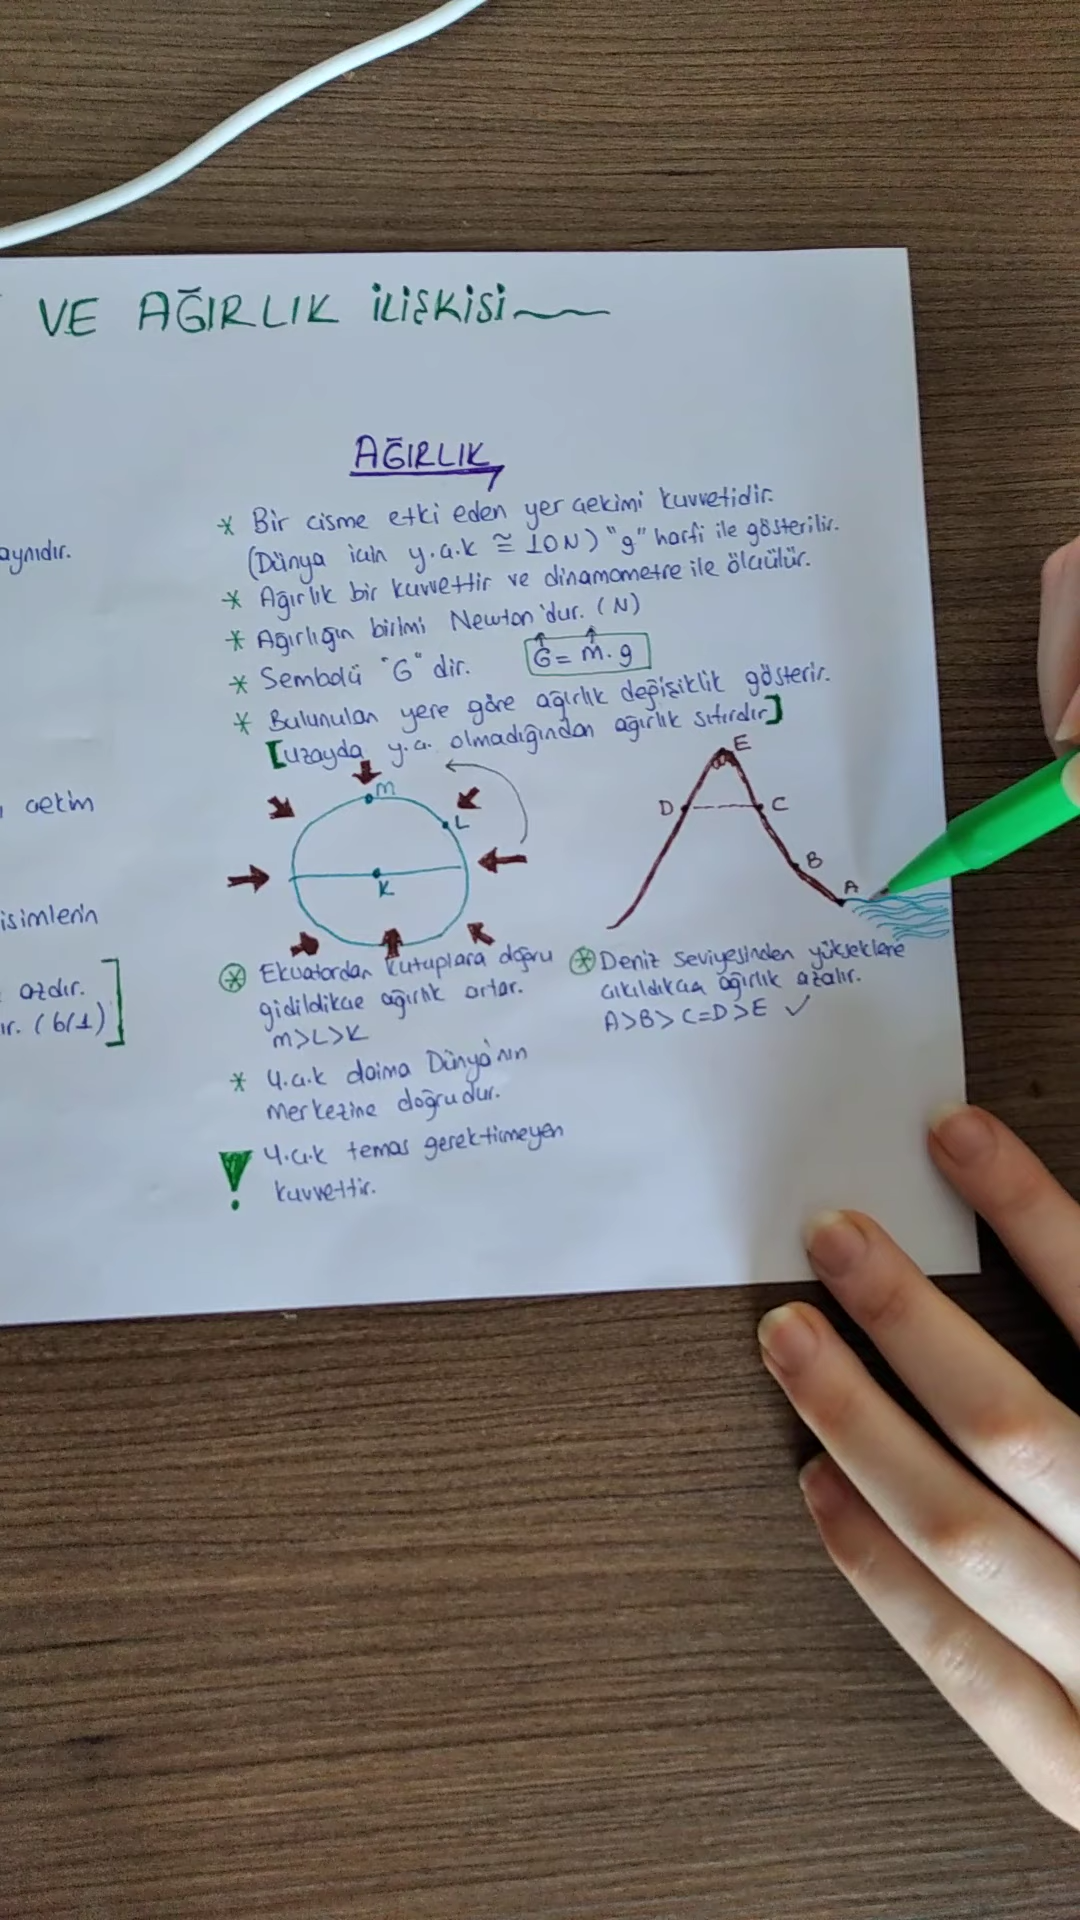 VE AĞIRLIK İLİŞKİSİ
AĞIRLIK
* Bir cisme etki eden yer çekimi kuvvetidir.
(Dünya için y.ç.k ≅ 10N) "g" harfi ile gösterilir.
* Ağırlık bir kuvvettir ve dinamometre ile ölçülür.
* Ağırlığın birimi Newton'dur. (N)
* Sembolü "G" dir.
G = m.g
* Bulunulan yere göre ağırlık değişiklik gösterir.
[uzayda y.ç. olmadığından ağırlık sıfırdır]
aynıdır.
çekim
isimlerin
azdır.
(6/1)
M
L
K
E
D
C
B
A
* Ekvatordan kutuplara doğru
gidildikçe ağırlık artar.
m>L>K
* Y.ç.k daima Dünya'nın
merkezine doğrudur.
! Y.ç.k temas gerektirmeyen
kuvvettir.
* Deniz seviyesinden yükseklere
çıkıldıkça ağırlık azalır.
A>B>C=D>E ✓